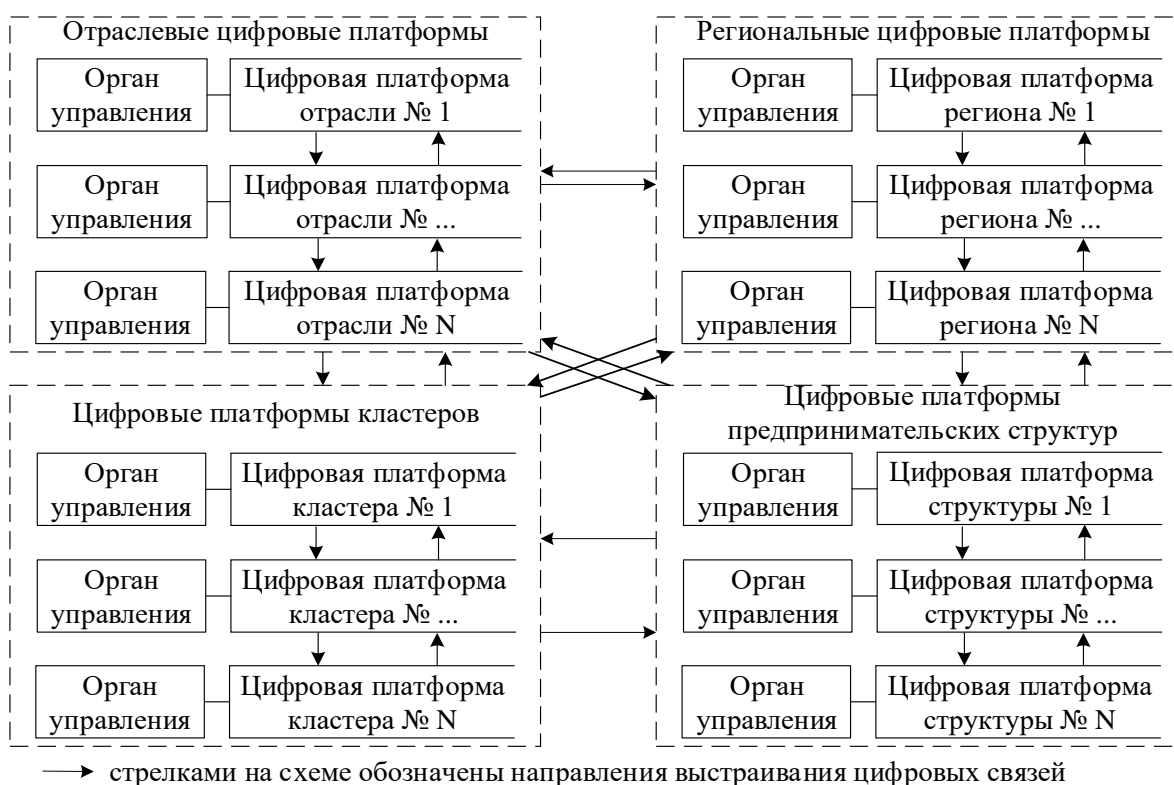 Отраслевые цифровые платформы
Орган
управления
Цифровая платформа
отрасли № 1
Орган
управления
Цифровая платформа
отрасли № ...
Орган
управления
Цифровая платформа
отрасли № N
Региональные цифровые платформы
Орган
управления
Цифровая платформа
региона № 1
Орган
управления
Цифровая платформа
региона № ...
Орган
управления
Цифровая платформа
региона № N
Цифровые платформы кластеров
Орган
управления
Цифровая платформа
кластера № 1
Орган
управления
Цифровая платформа
кластера № ...
Орган
управления
Цифровая платформа
кластера № N
Цифровые платформы
предпринимательских структур
Орган
управления
Цифровая платформа
структуры № 1
Орган
управления
Цифровая платформа
структуры № ...
Орган
управления
Цифровая платформа
структуры № N
стрелками на схеме обозначены направления выстраивания цифровых связей